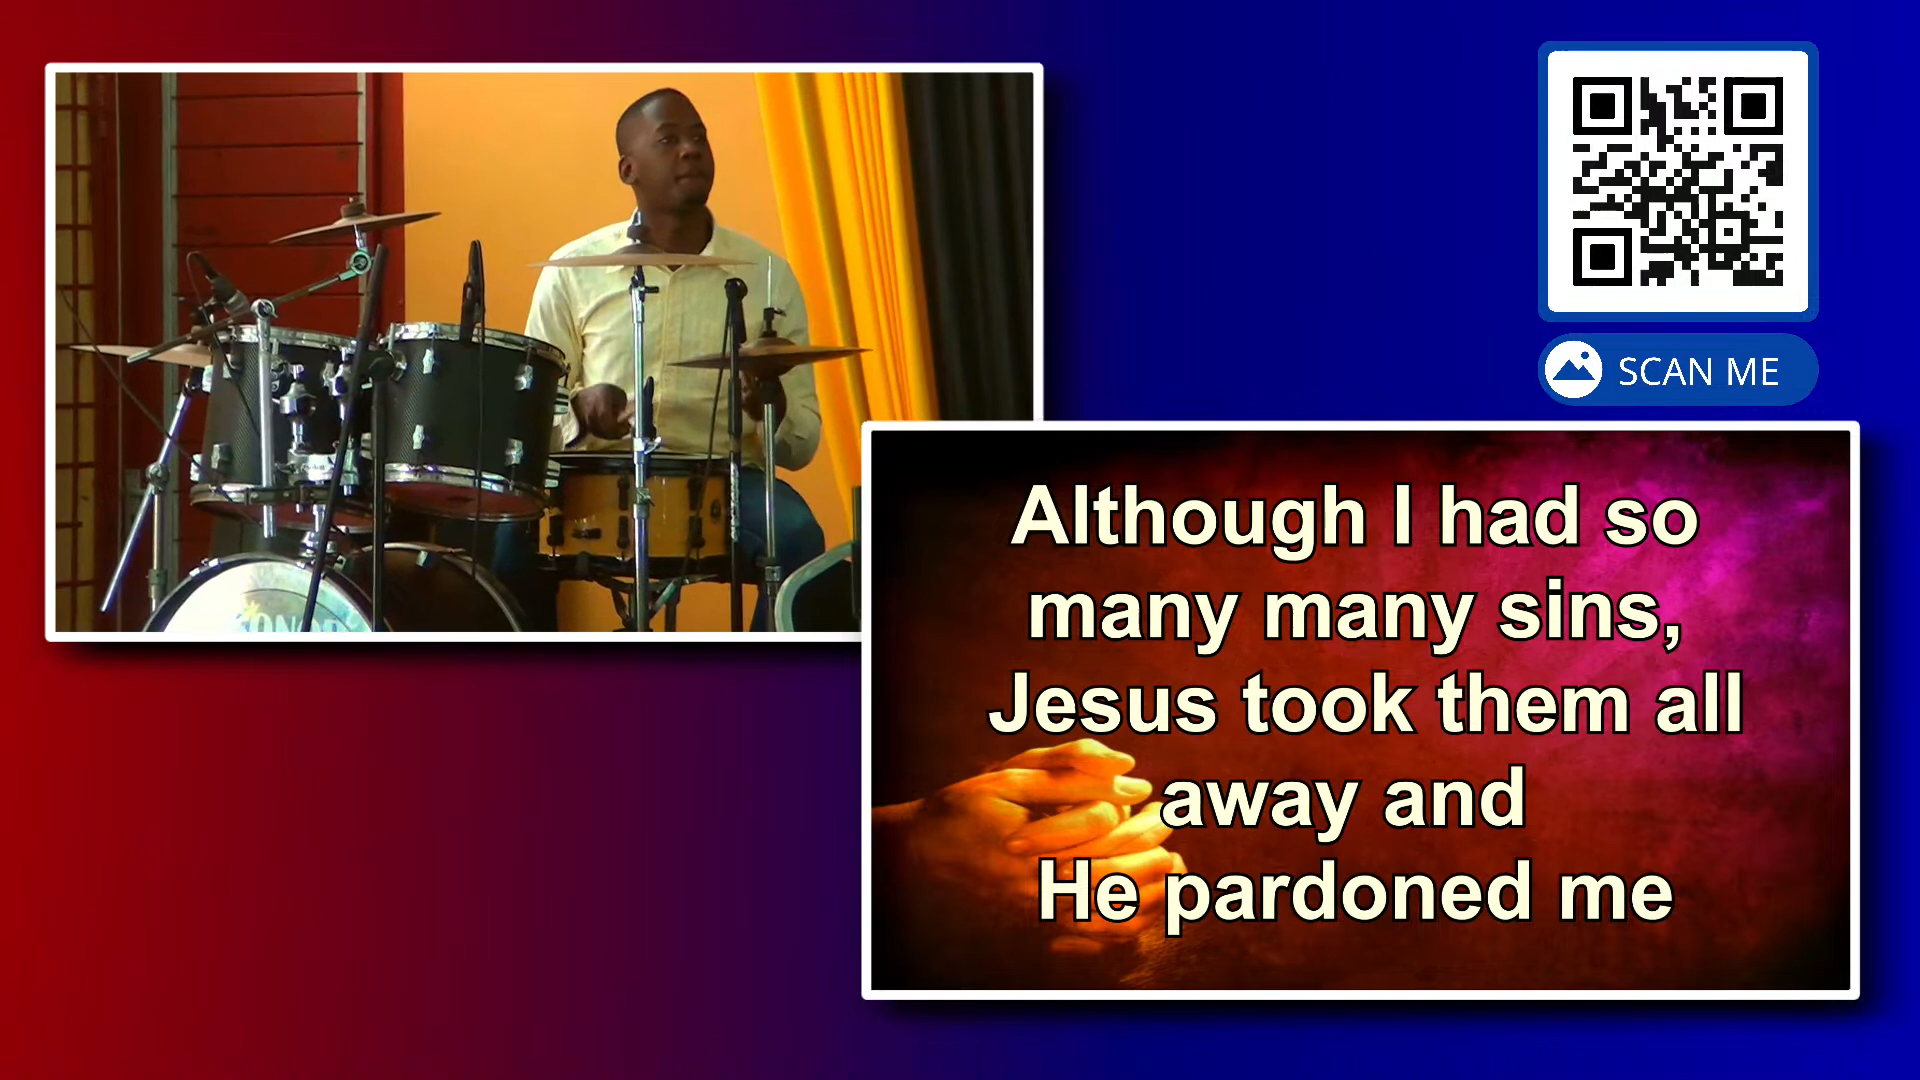 SCAN ME
Although I had so
many many sins,
Jesus took them all
away and
He pardoned me